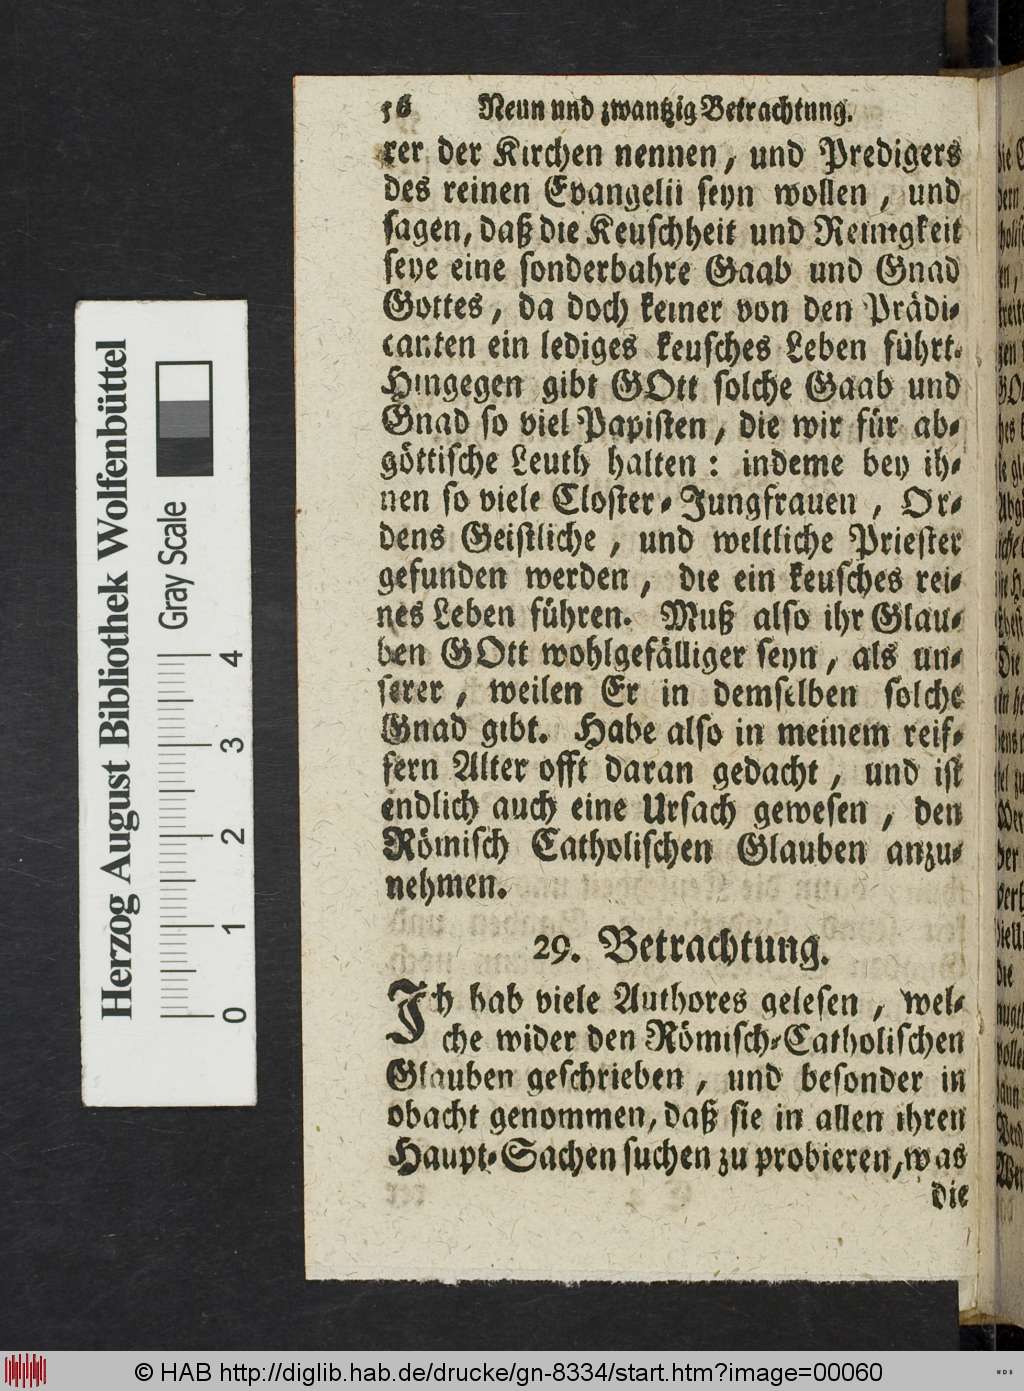 56 Neun und zwantzig Betrachtung.
rer der Kirchen nennen, und Predigers
des reinen Evangelii seyn wollen, und
sagen, daß die Keuschheit und Reinigkeit
seye eine sonderbahre Gaab und Gnad
Gottes, da doch keiner von den Prädi-
canten ein lediges keusches Leben führt.
Hingegen gibt GOtt solche Gaab und
Gnad so viel Papisten, die wir für ab-
göttische Leuth halten: indeme bey ih-
nen so viele Closter-Jungfrauen, Or-
dens Geistliche, und weltliche Priester
gefunden werden, die ein keusches rei-
nes Leben führen. Muß also ihr Glau-
ben GOtt wohlgefälliger seyn, als un-
serer, weilen Er in demselben solche
Gnad gibt. Habe also in meinem reif-
fern Alter offt daran gedacht, und ist
endlich auch eine Ursach gewesen, den
Römisch Catholischen Glauben anzu-
nehmen.
29. Betrachtung.
Ich hab viele Authores gelesen, wel-
che wider den Römisch-Catholischen
Glauben geschrieben, und besonder in
obacht genommen, daß sie in allen ihren
Haupt-Sachen suchen zu probieren, was
die
Herzog August Bibliothek Wolfenbüttel
Gray Scale
0 1 2 3 4
© HAB http://diglib.hab.de/drucke/gn-8334/start.htm?image=00060